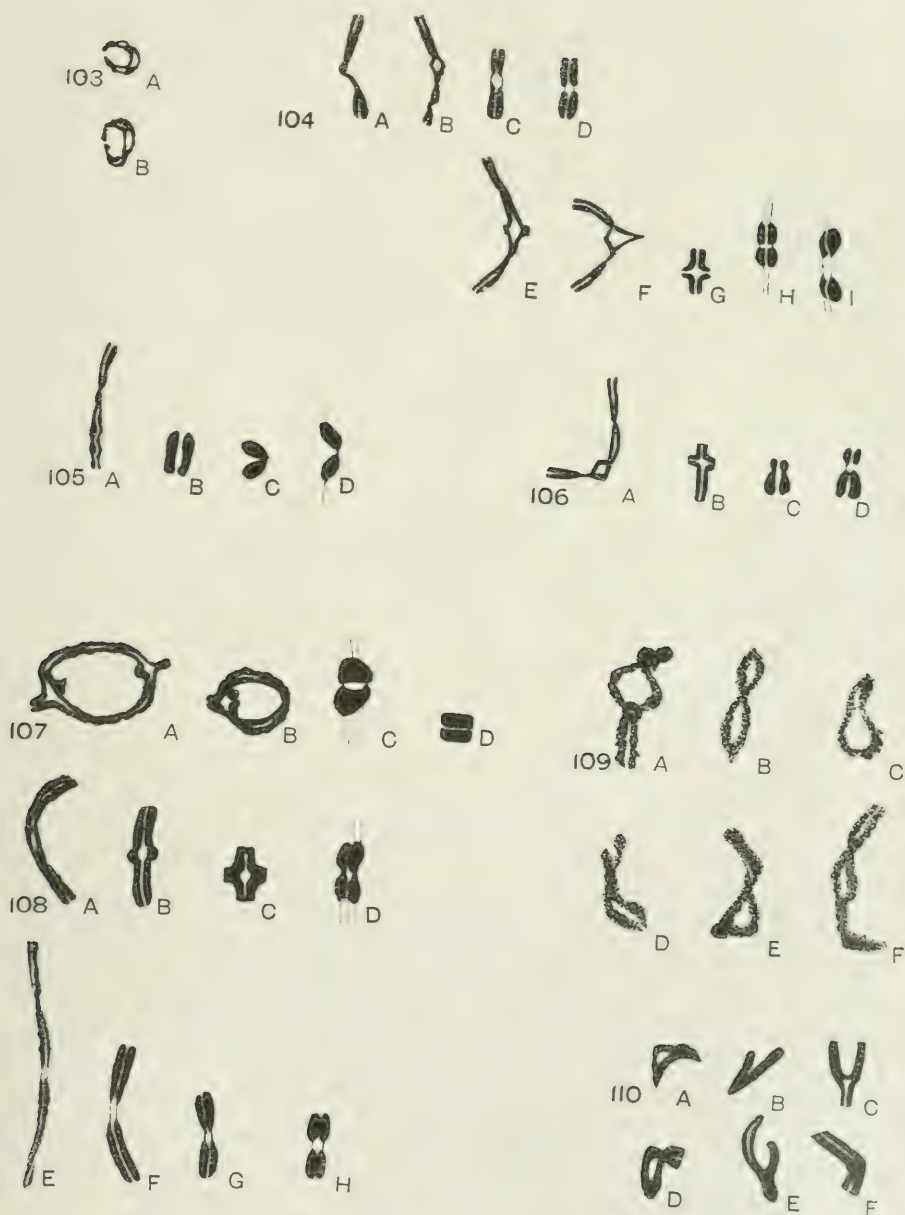 103 A
B
104 A B C D
E F G H I
105 A B C D
106 A B C D
107 A B C D
108 A B C D
E F G H
109 A B C
D E F
110 A B C
D E F